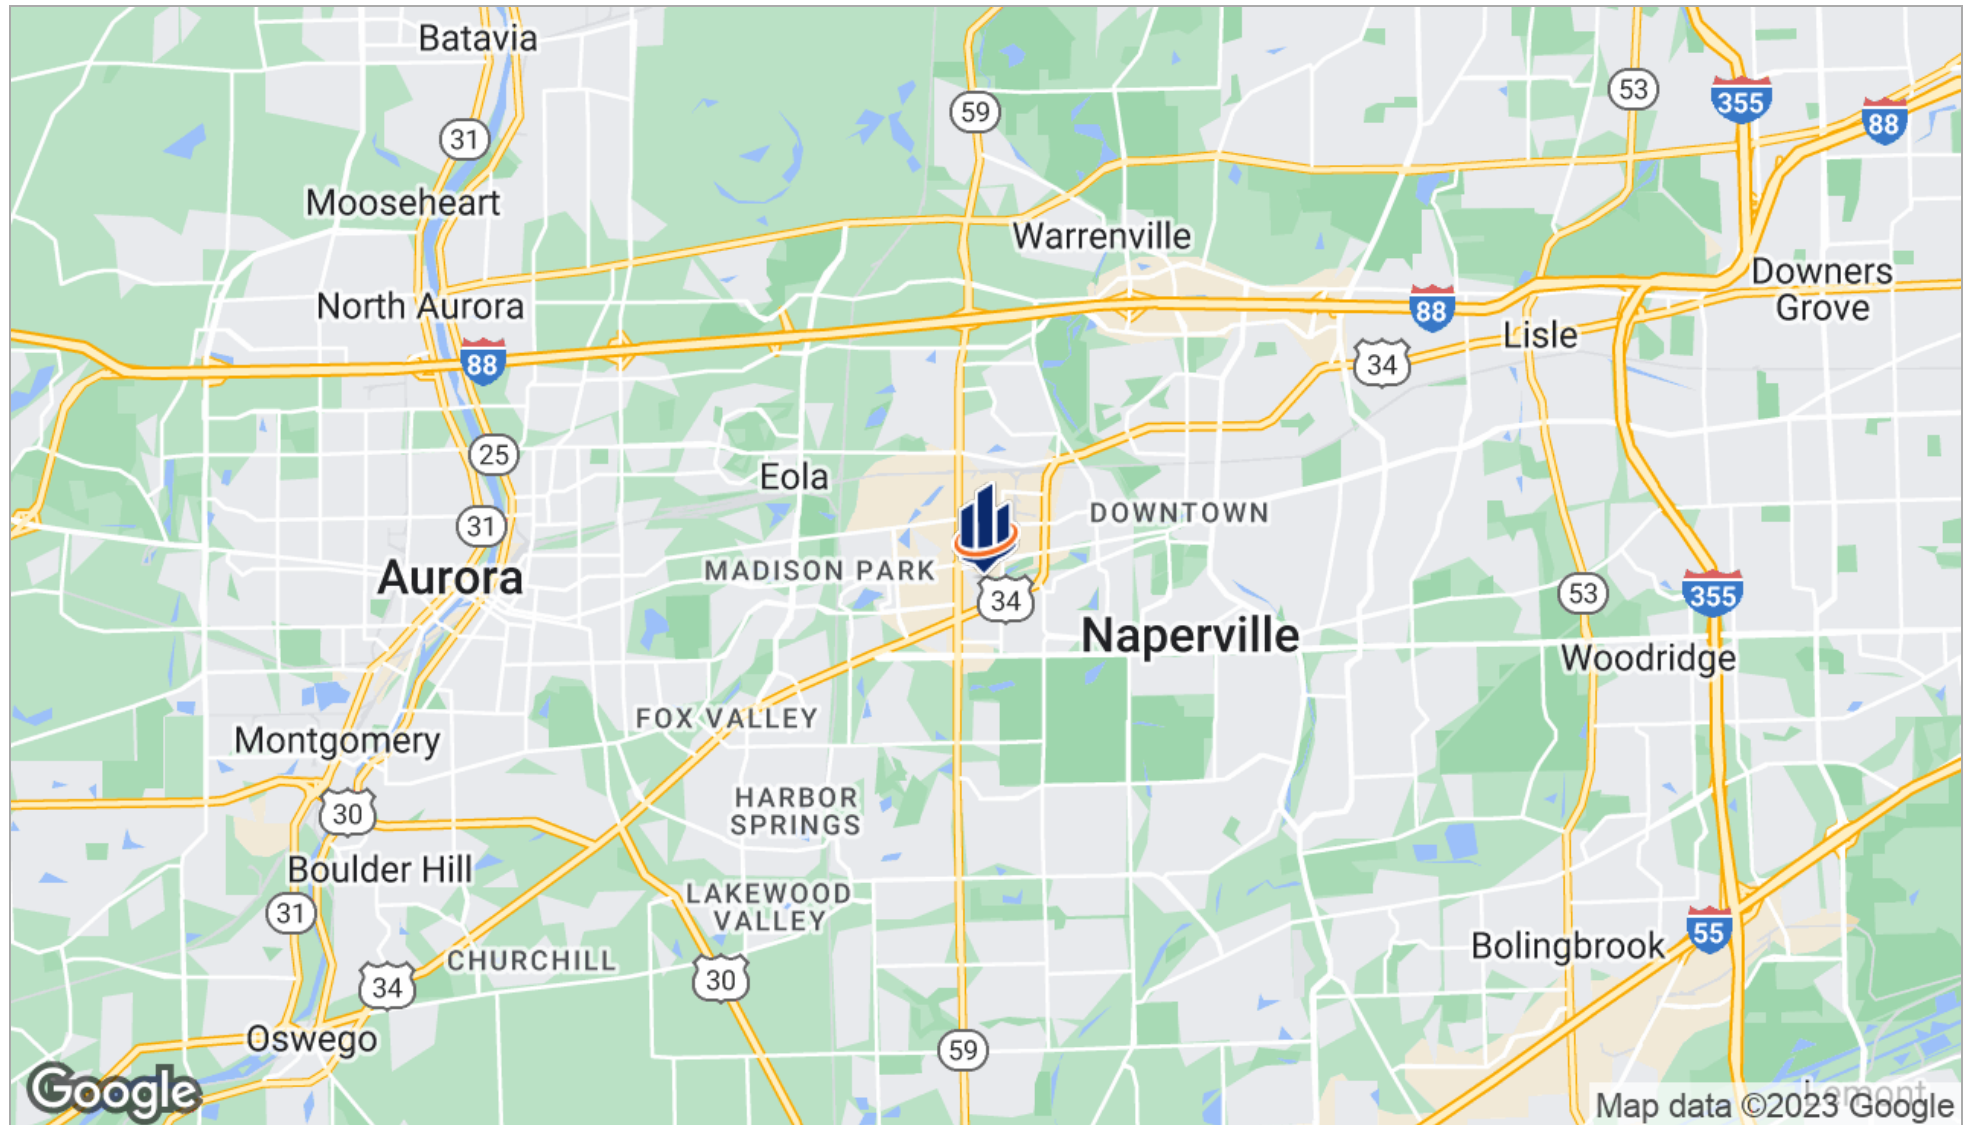 Batavia
59
53
355
88
31
Mooseheart
Warrenville
Downers
Grove
North Aurora
88
Lisle
88
34
25
Eola
DOWNTOWN
31
MADISON PARK
Aurora
34
53
355
Naperville
Woodridge
FOX VALLEY
Montgomery
HARBOR
SPRINGS
30
Boulder Hill
LAKEWOOD
VALLEY
31
55
Bolingbrook
CHURCHILL
30
34
Oswego
59
Google
Lemont
Map data ©2023 Google